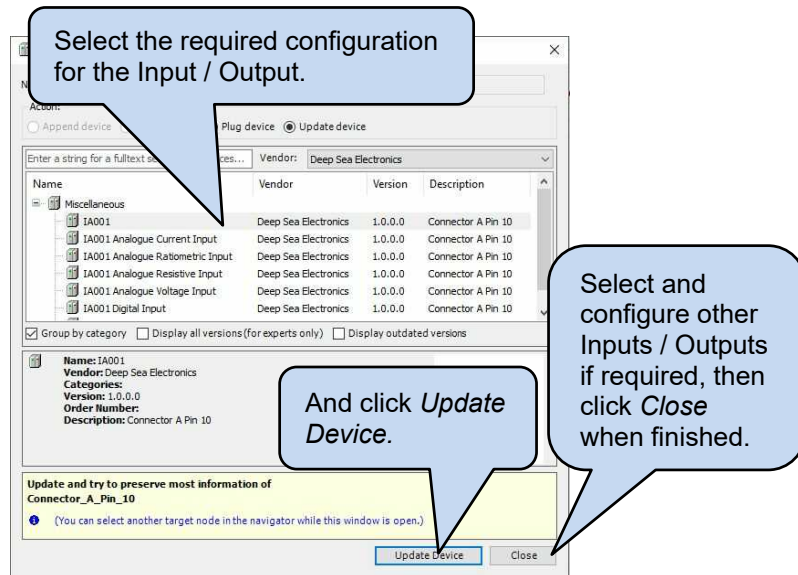 Select the required configuration
for the Input / Output.
Append device
Plug device
Update device
Enter a string for a fulltext
Vendor: Deep Sea Electronics
Name Vendor Version Description
Miscellaneous
IA001 Deep Sea Electronics 1.0.0.0 Connector A Pin 10
IA001 Analogue Current Input Deep Sea Electronics 1.0.0.0 Connector A Pin 10
IA001 Analogue Ratiometric Input Deep Sea Electronics 1.0.0.0 Connector A Pin 10
IA001 Analogue Resistive Input Deep Sea Electronics 1.0.0.0 Connector A Pin 10
IA001 Analogue Voltage Input Deep Sea Electronics 1.0.0.0 Connector A Pin 10
IA001 Digital Input Deep Sea Electronics 1.0.0.0 Connector A Pin 10
Group by category Display all versions (for experts only) Display outdated versions
Select and
configure other
Inputs / Outputs
if required, then
click Close
when finished.
Name: IA001
Vendor: Deep Sea Electronics
Categories:
Version: 1.0.0.0
Order Number:
Description: Connector A Pin 10
And click Update
Device.
Update and try to preserve most information of
Connector_A_Pin_10
(You can select another target node in the navigator while this window is open.)
Update Device Close